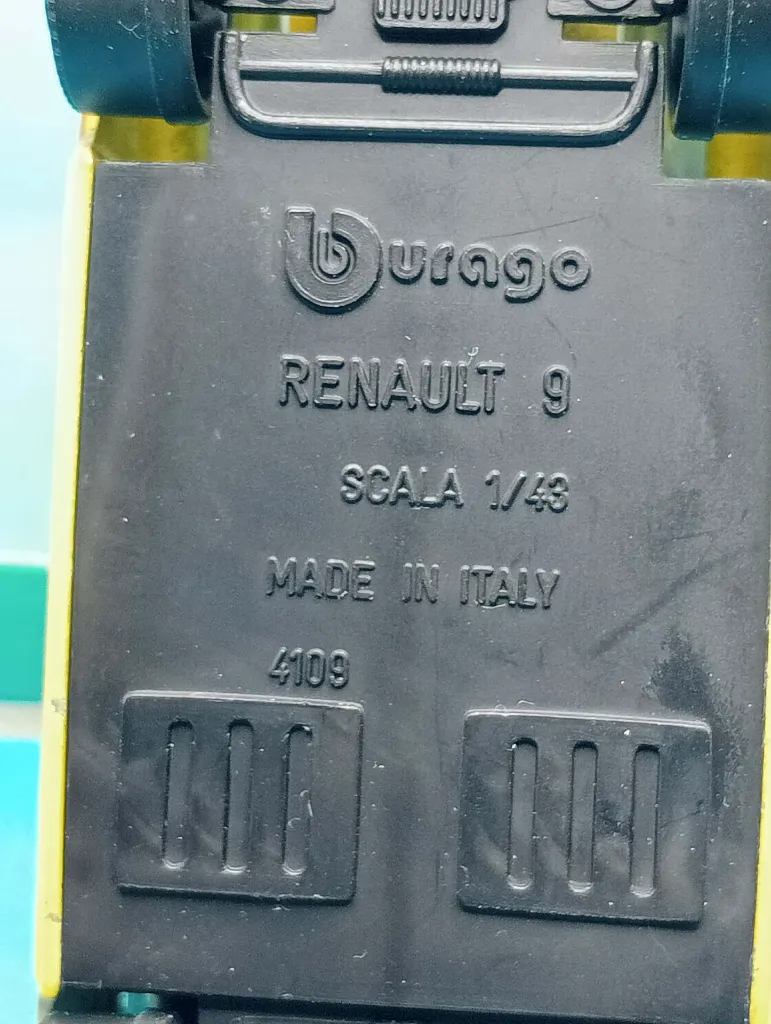 burago
RENAULT 9
SCALA 1/43
MADE IN ITALY
4109